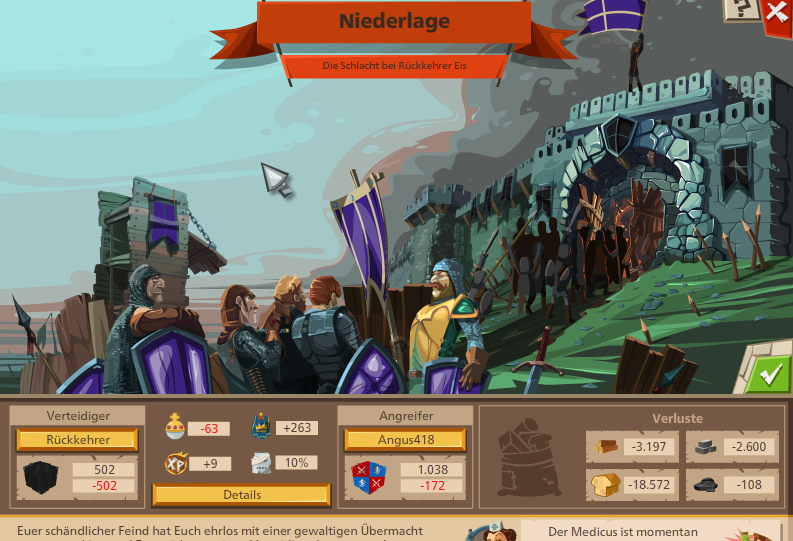 Niederlage
?
Die Schlacht bei Rückkehrer Eis
Verteidiger
Rückkehrer
502
-502
-63
+263
XP
+9
10%
Details
Angreifer
Angus418
1.038
-172
Verluste
-3.197
-2.600
-18.572
-108
Euer schändlicher Feind hat Euch ehrlos mit einer gewaltigen Übermacht
Der Medicus ist momentan